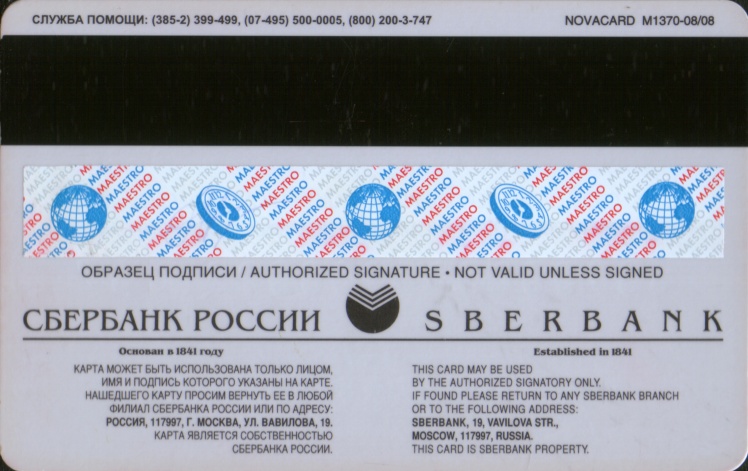 СЛУЖБА ПОМОЩИ: (385-2) 399-499, (07-495) 500-0005, (800) 200-3-747
NOVACARD M1370-08/08
MAESTRO
ОБРАЗЕЦ ПОДПИСИ / AUTHORIZED SIGNATURE • NOT VALID UNLESS SIGNED
СБЕРБАНК РОССИИ
SBERBANK
Основан в 1841 году
Established in 1841
КАРТА МОЖЕТ БЫТЬ ИСПОЛЬЗОВАНА ТОЛЬКО ЛИЦОМ,
ИМЯ И ПОДПИСЬ КОТОРОГО УКАЗАНЫ НА КАРТЕ.
НАШЕДШЕГО КАРТУ ПРОСИМ ВЕРНУТЬ ЕЕ В ЛЮБОЙ
ФИЛИАЛ СБЕРБАНКА РОССИИ ИЛИ ПО АДРЕСУ:
РОССИЯ, 117997, Г. МОСКВА, УЛ. ВАВИЛОВА, 19.
КАРТА ЯВЛЯЕТСЯ СОБСТВЕННОСТЬЮ
СБЕРБАНКА РОССИИ.
THIS CARD MAY BE USED
BY THE AUTHORIZED SIGNATORY ONLY.
IF FOUND PLEASE RETURN TO ANY SBERBANK BRANCH
OR TO THE FOLLOWING ADDRESS:
SBERBANK, 19, VAVILOVA STR.,
MOSCOW, 117997, RUSSIA.
THIS CARD IS SBERBANK PROPERTY.